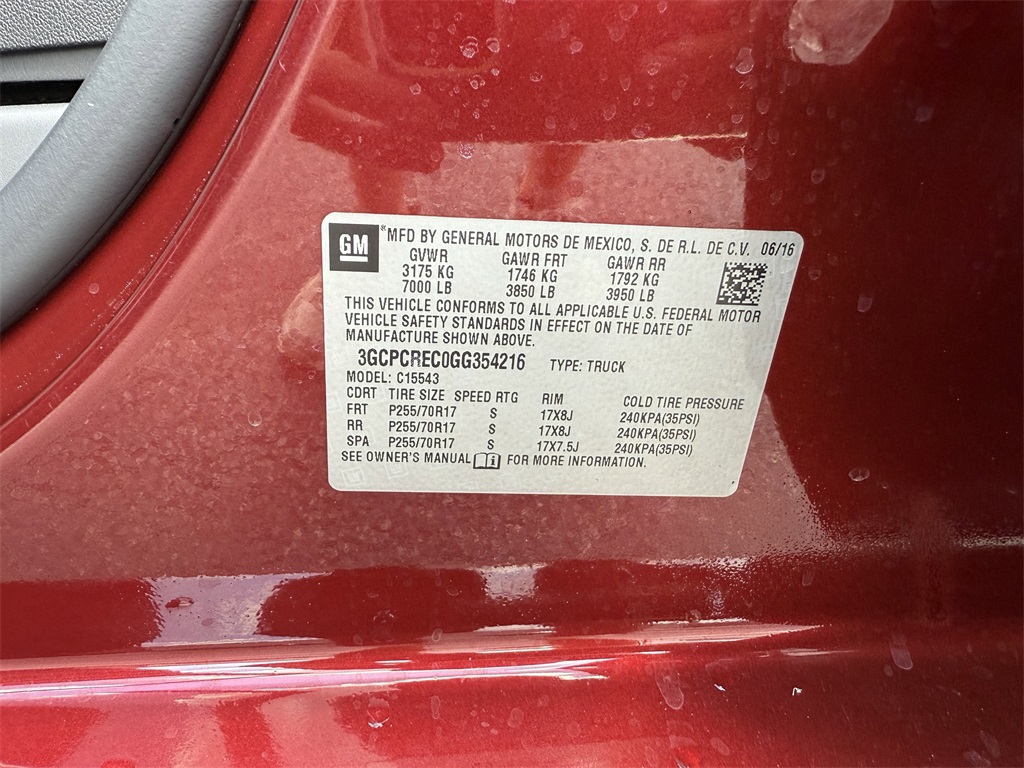 GM ® MFD BY GENERAL MOTORS DE MEXICO, S. DE R.L. DE C.V. 06/16
GVWR GAWR FRT GAWR RR
3175 KG 1746 KG 1792 KG
7000 LB 3850 LB 3950 LB
THIS VEHICLE CONFORMS TO ALL APPLICABLE U.S. FEDERAL MOTOR
VEHICLE SAFETY STANDARDS IN EFFECT ON THE DATE OF
MANUFACTURE SHOWN ABOVE.
3GCPCREC0GG354216 TYPE: TRUCK
MODEL: C15543
CDRT TIRE SIZE SPEED RTG RIM COLD TIRE PRESSURE
FRT P255/70R17 S 17X8J 240KPA(35PSI)
RR P255/70R17 S 17X8J 240KPA(35PSI)
SPA P255/70R17 S 17X7.5J 240KPA(35PSI)
SEE OWNER'S MANUAL FOR MORE INFORMATION.